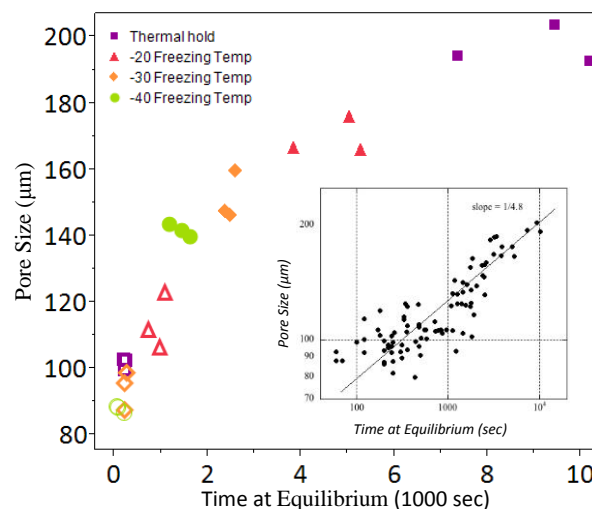 Thermal hold
-20 Freezing Temp
-30 Freezing Temp
-40 Freezing Temp
200
180
160
140
120
100
80
Pore Size (μm)
0
2
4
6
8
10
Time at Equilibrium (1000 sec)
slope = 1/4.8
200
100
90
80
70
Pore Size (μm)
100
1000
10⁴
Time at Equilibrium (sec)